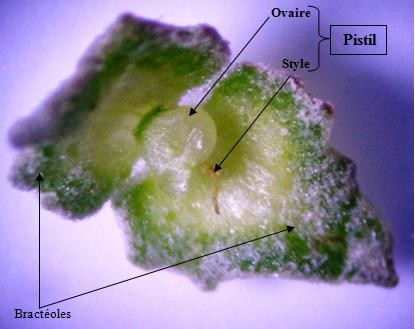 Ovaire
Pistil
Style
Bractéoles